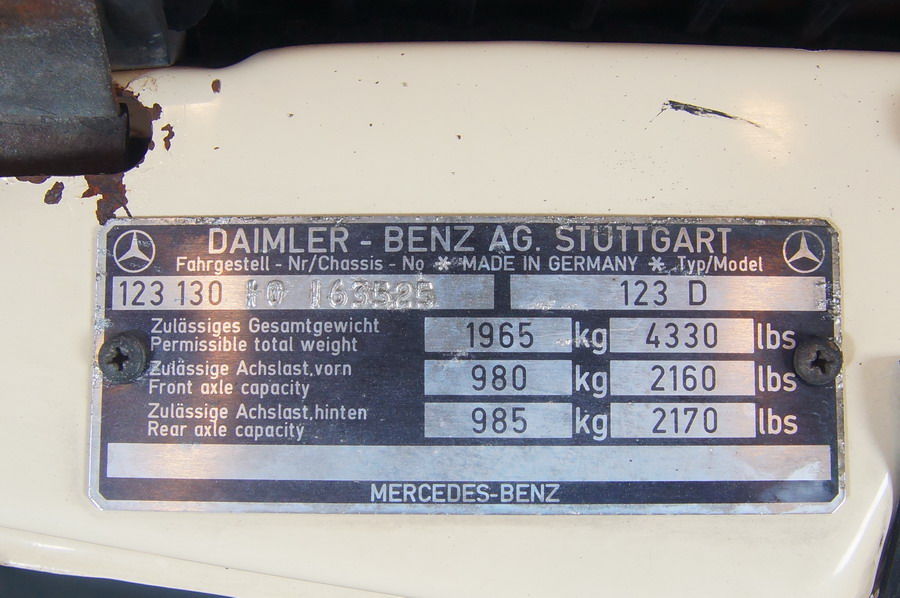 DAIMLER - BENZ AG. STUTTGART
Fahrgestell - Nr/Chassis - No * MADE IN GERMANY * Typ/Model
123 130 10 163525 123 D
Zulässiges Gesamtgewicht
Permissible total weight
1965 kg 4330 lbs
Zulässige Achslast,vorn
Front axle capacity
980 kg 2160 lbs
Zulässige Achslast,hinten
Rear axle capacity
985 kg 2170 lbs
MERCEDES-BENZ